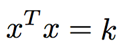 x^T x = k